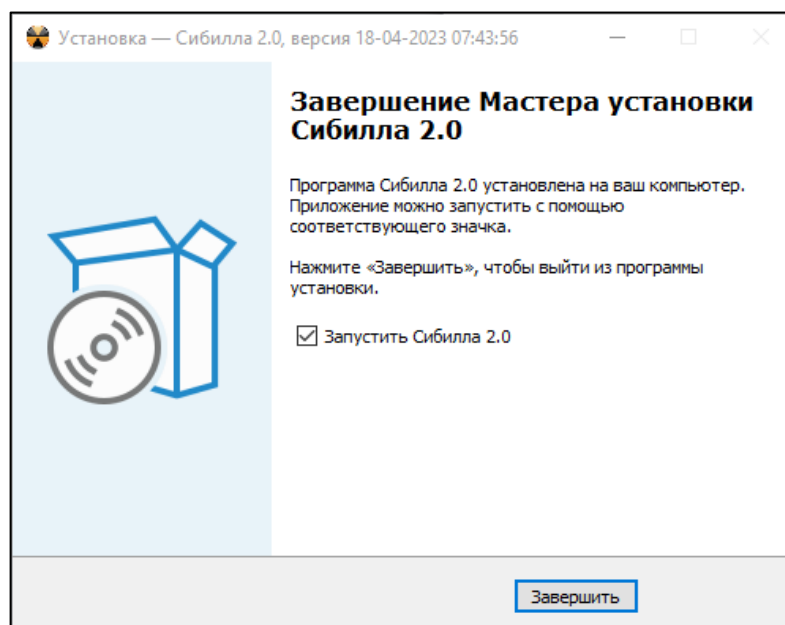 Установка — Сибилла 2.0, версия 18-04-2023 07:43:56
Завершение Мастера установки
Сибилла 2.0
Программа Сибилла 2.0 установлена на ваш компьютер.
Приложение можно запустить с помощью
соответствующего значка.
Нажмите «Завершить», чтобы выйти из программы
установки.
Запустить Сибилла 2.0
Завершить